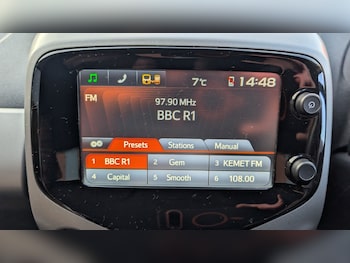 7°C 14:48
FM
97.90 MHz
BBC R1
Presets Stations Manual
1 BBC R1 2 Gem 3 KEMET FM
4 Capital 5 Smooth 6 108.00